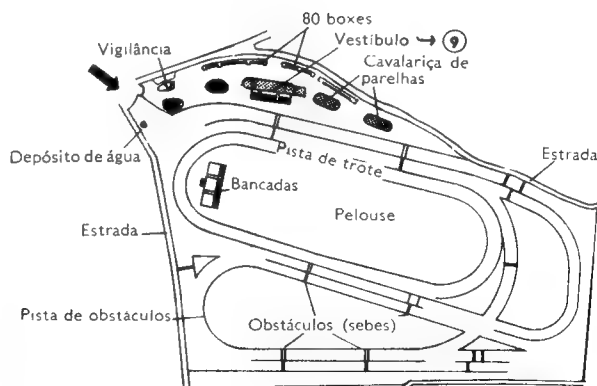 80 boxes
Vigilância
Vestíbulo → 9
Cavalariça de
parelhas
Depósito de água
Pista de trote
Estrada
Bancadas
Pelouse
Estrada
Pista de obstáculos
Obstáculos (sebes)